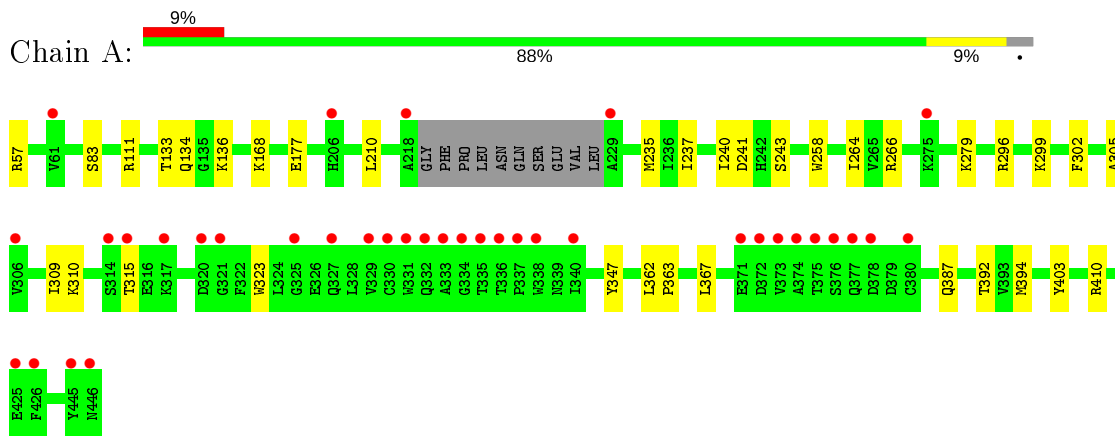 9%
Chain A:
88% 9%
R57 V61 S83 R111 T133 Q134 G135 K136 K168 E177 H206 L210 A218 GLY PHE PRO LEU ASN GLN SER GLU VAL LEU A229 M235 I236 I237 I240 D241 H242 S243 W258 I264 V265 R266 K275 K279 R296 K299 F302 A305
V306 I309 K310 S314 T315 E316 K317 D320 G321 F322 W323 L324 G325 E326 Q327 L328 V329 C330 W331 Q332 A333 G334 T335 T336 P337 W338 N339 I340 Y347 L362 P363 L367 E371 D372 V373 A374 T375 S376 Q377 D378 D379 C380 Q387 T392 V393 M394 Y403 R410
E425 F426 Y445 N446